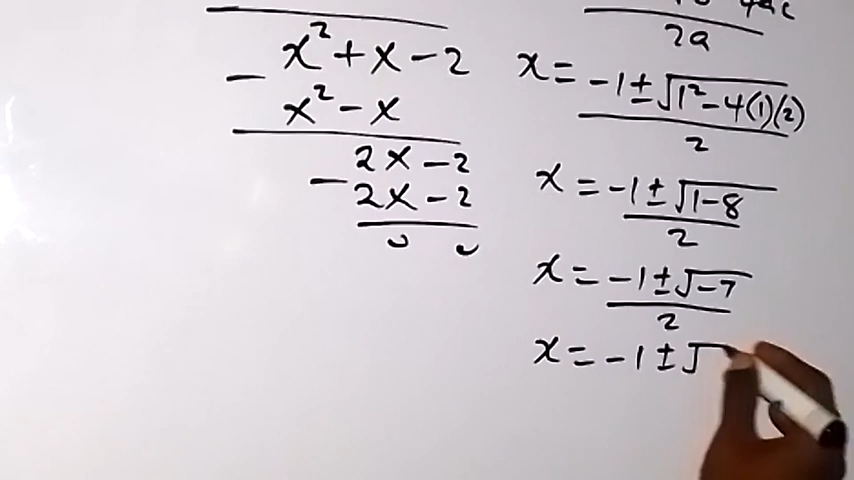 x² + x - 2
- x² - x
2x - 2
- 2x - 2
0 0
4ac
2a
x = -1 ± √1² - 4(1)(2)
2
x = -1 ± √1-8
2
x = -1 ± √-7
2
x = -1 ± √